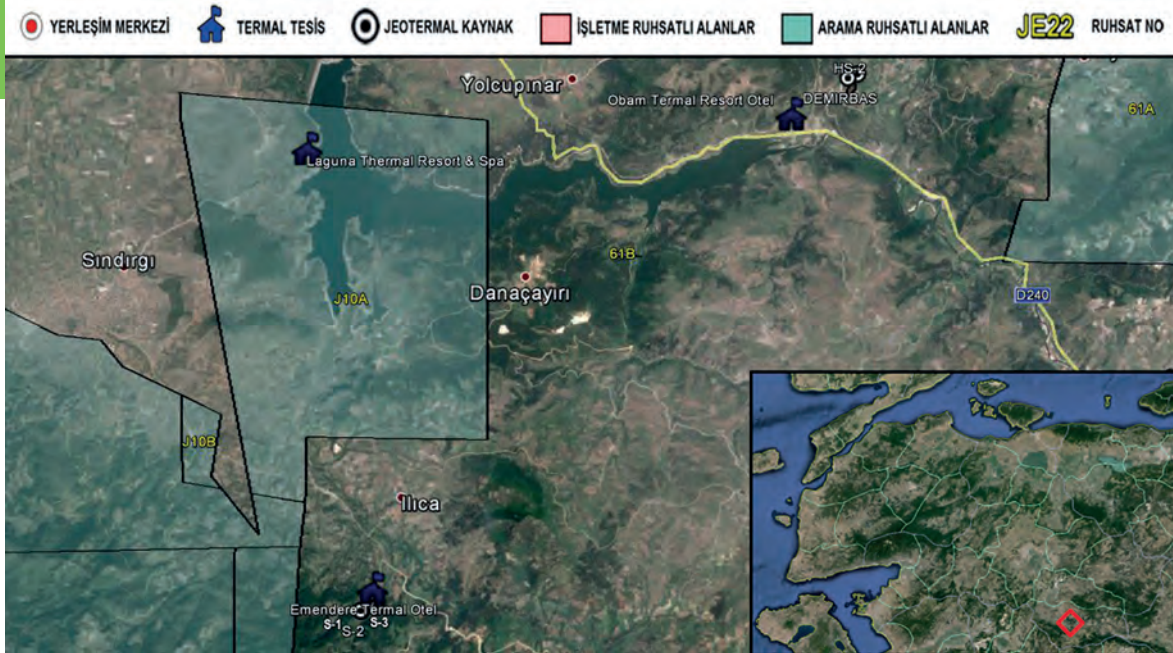 YERLEŞİM MERKEZİ TERMAL TESİS JEOTERMAL KAYNAK İŞLETME RUHSATLI ALANLAR ARAMA RUHSATLI ALANLAR JE22 RUHSAT NO
HS-2
Yolcupınar
Obam Termal Resort Otel
DEMIRBAS
61A
Laguna Thermal Resort & Spa
Sındırgı
61B
Danaçayırı
J10A
D240
J10B
Ilıca
Emendere Termal Otel
S-1 S-3
S-2